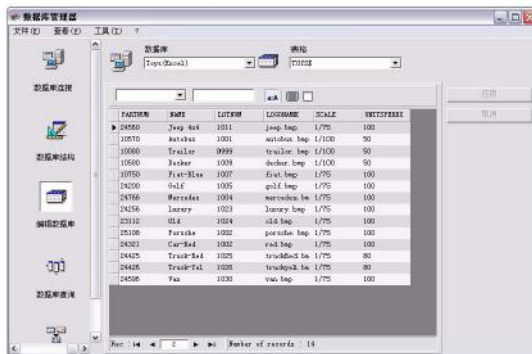 数据库管理器
文件(F) 查看(V) 工具(T) ?
数据库
表格
Toys(Excel)
TOYS$
数据库连接
数据库结构
编辑数据库
数据库查询
应用
取消
PARTNUM NAME LOTNUM LOGONAME SCALE UNITSPERBX
24580 Jeep 4x4 1011 jeep.bmp 1/75 100
10570 Autobus 1001 autobus.bmp 1/100 50
10080 Trailer 0999 trailer.bmp 1/100 50
10580 Decker 1009 decker.bmp 1/100 50
10750 Fiat-Blue 1007 fiat.bmp 1/75 100
24200 Golf 1005 golf.bmp 1/75 100
24766 Mercedes 1004 mercedes.bm 1/75 100
24256 Luxury 1023 luxury.bmp 1/75 100
23112 Old 1024 old.bmp 1/75 100
25108 Porsche 1002 porsche.bmp 1/75 100
24321 Car-Red 1002 red.bmp 1/75 100
24425 Truck-Red 1025 truckRed.bm 1/75 80
24426 Truck-Yel 1026 truckyell.bm 1/75 80
24596 Van 1030 van.bmp 1/75 100
Rec : 2 Number of records : 14